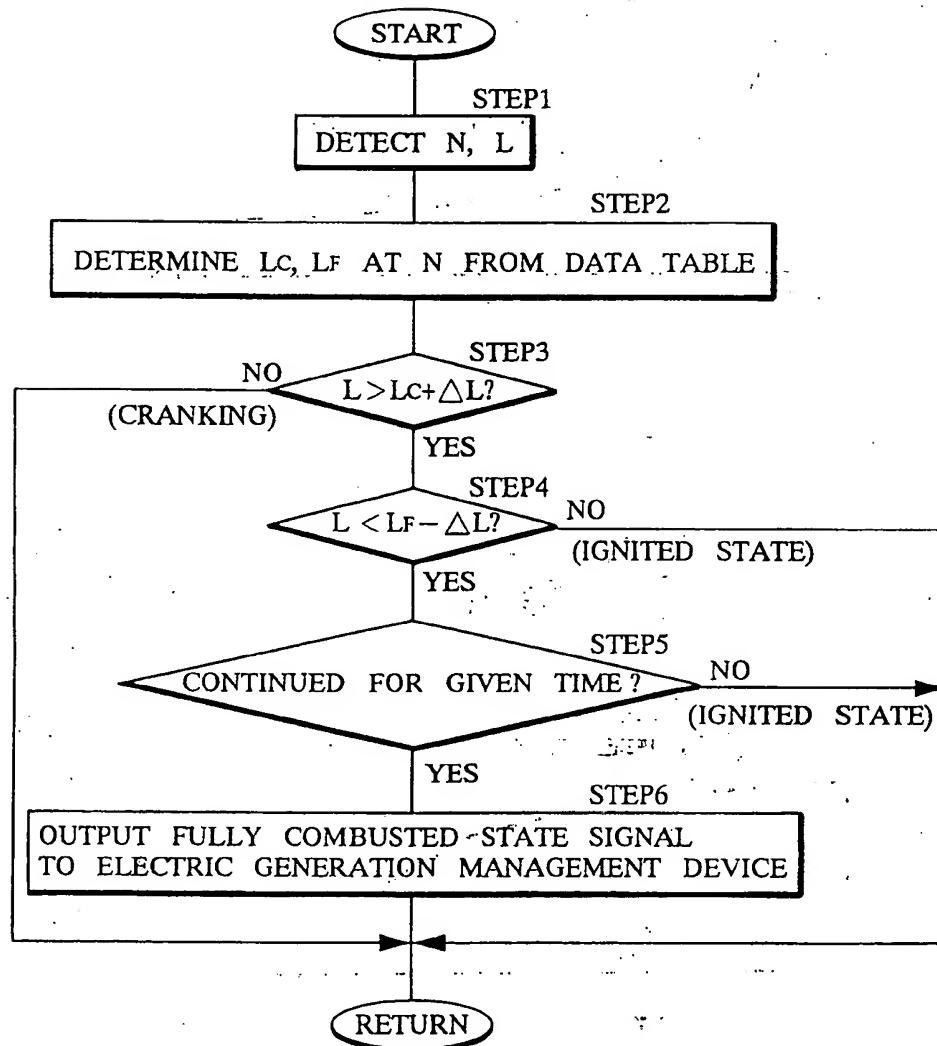 START
STEP1
DETECT N, L
STEP2
DETERMINE LC, LF AT N FROM DATA TABLE
STEP3
NO
L>LC+△L?
(CRANKING)
YES
STEP4
L<LF-△L?
NO
(IGNITED STATE)
YES
STEP5
CONTINUED FOR GIVEN TIME?
NO
(IGNITED STATE)
YES
STEP6
OUTPUT FULLY COMBUSTED STATE SIGNAL
TO ELECTRIC GENERATION MANAGEMENT DEVICE
RETURN